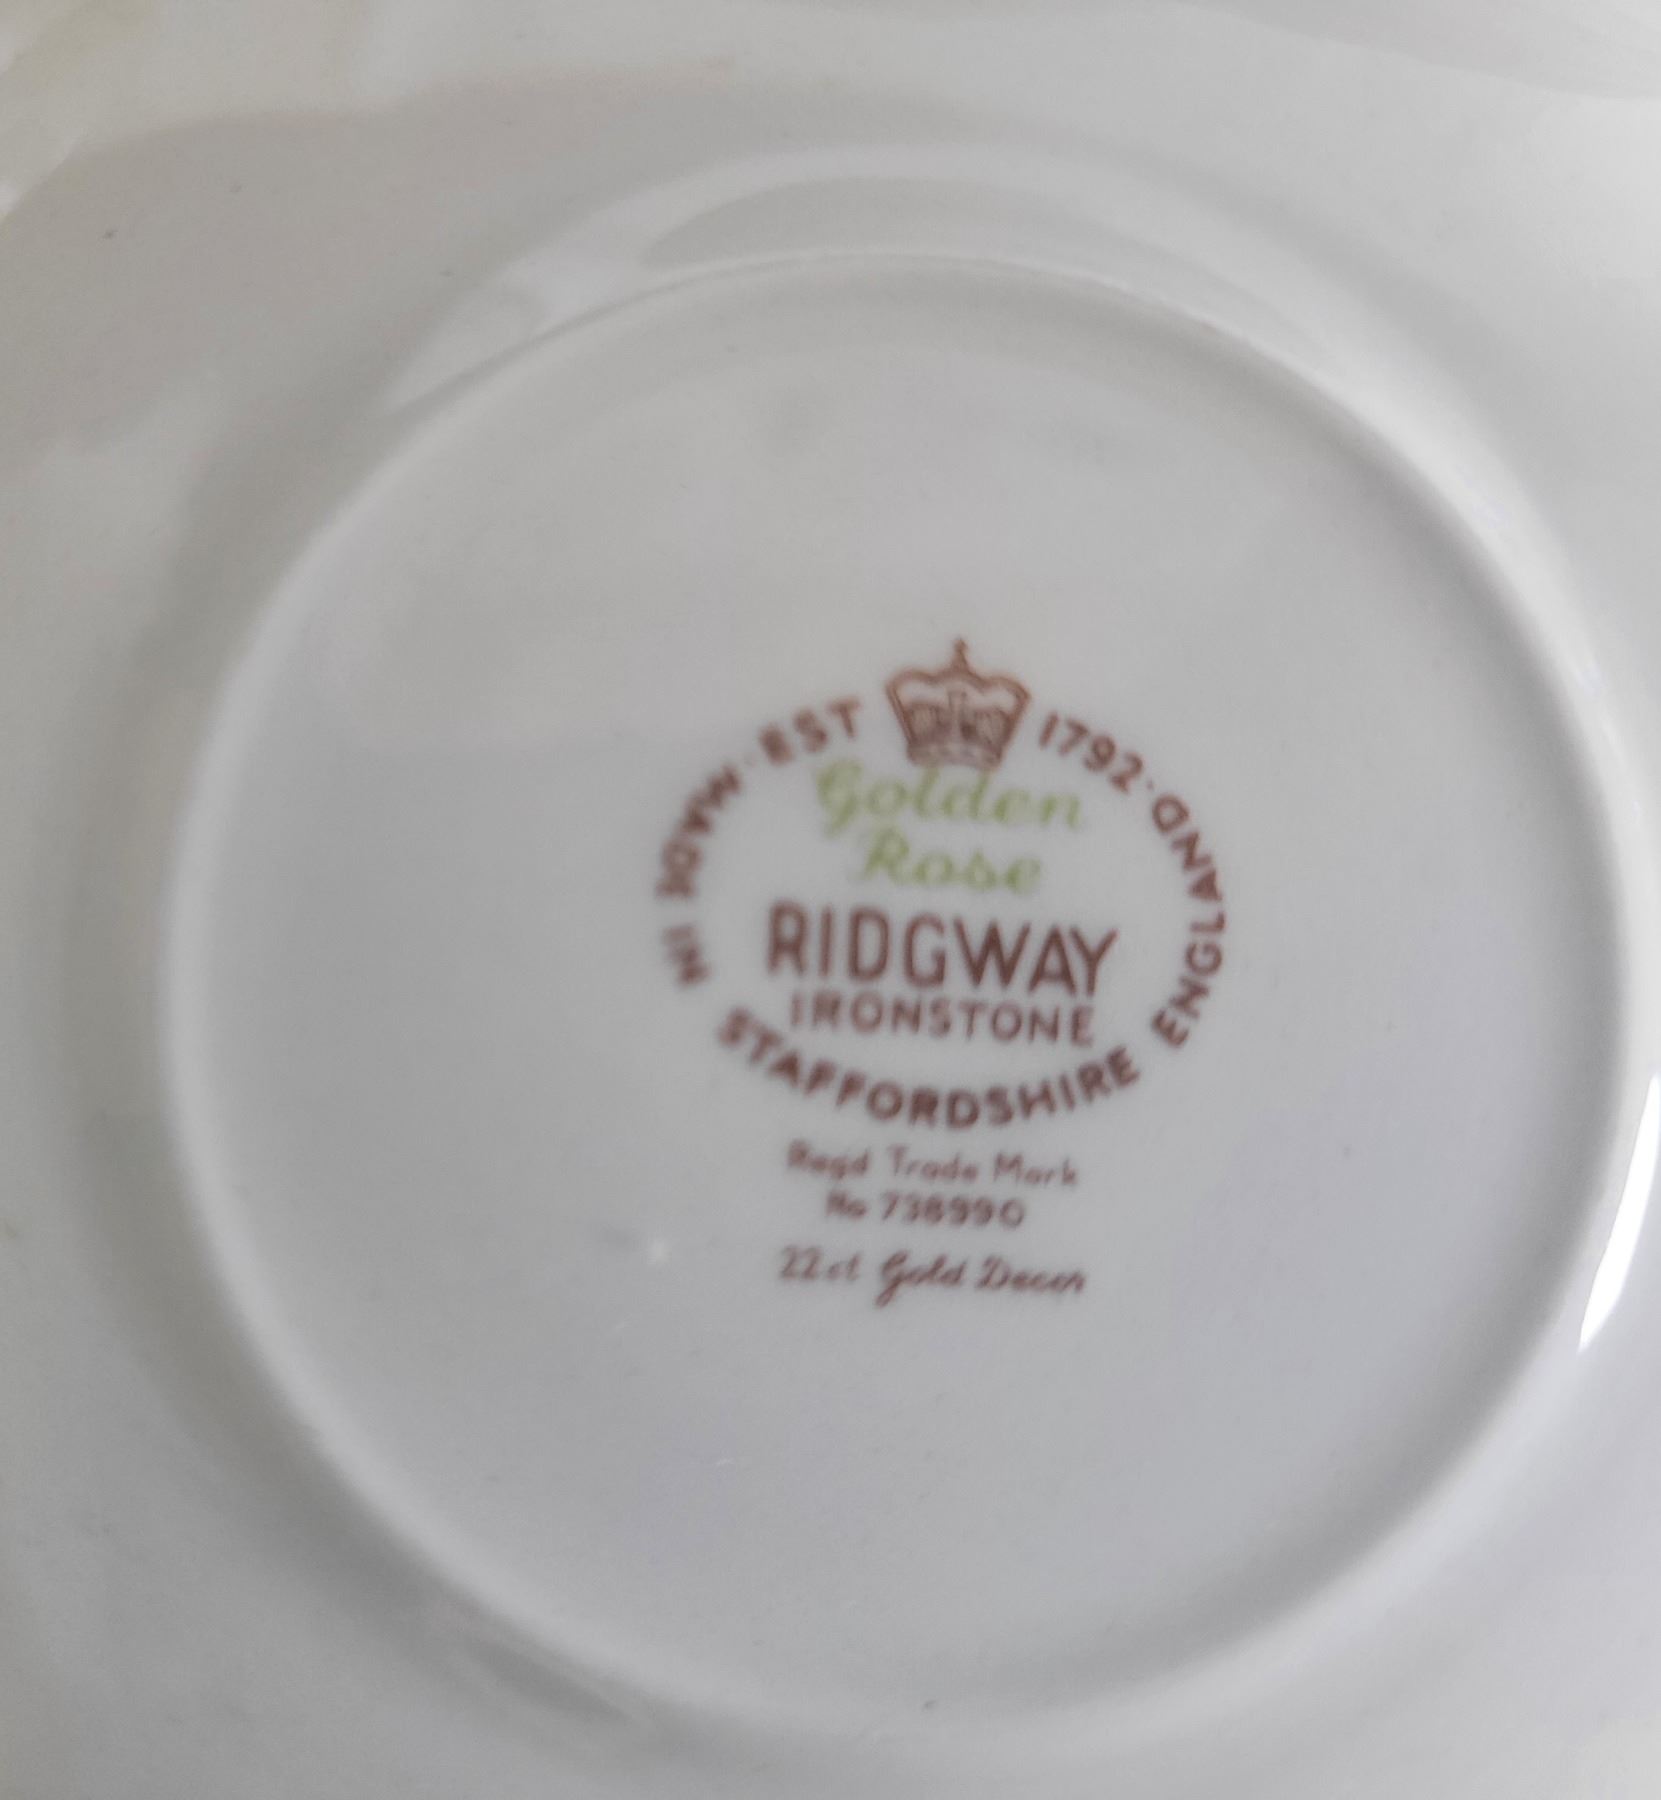 EST 1792 ·
MADE IN STAFFORDSHIRE ENGLAND ·
Golden
Rose
RIDGWAY
IRONSTONE
Regd Trade Mark
No 738990
22ct Gold Decor